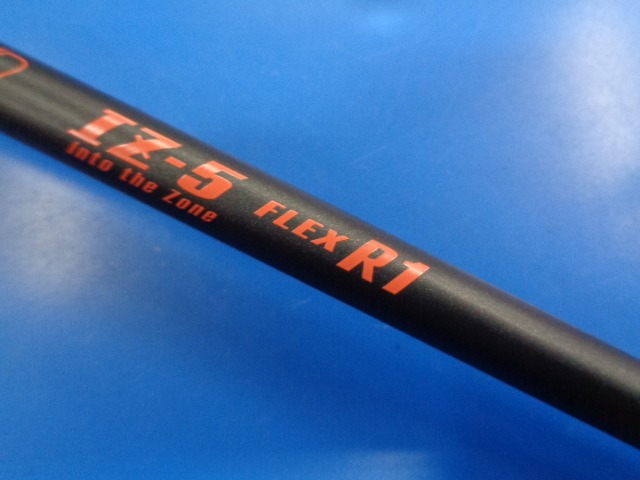 IZ-5
Into the Zone
FLEX R1